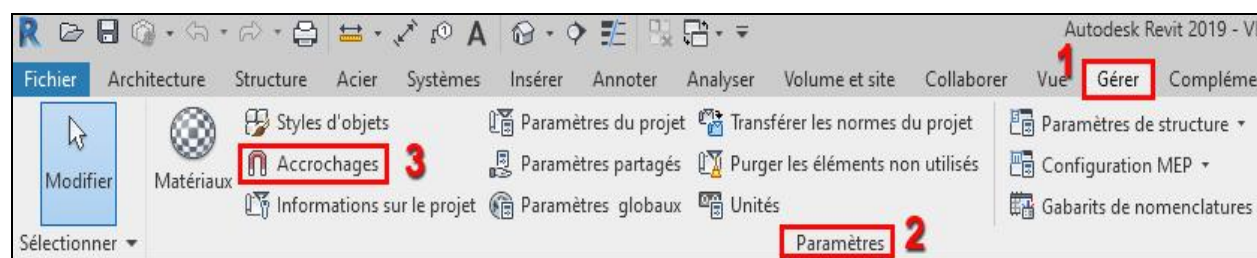 Autodesk Revit 2019 - V
1
Fichier Architecture Structure Acier Systèmes Insérer Annoter Analyser Volume et site Collaborer Vue Gérer Compléme
Styles d'objets Paramètres du projet Transférer les normes du projet Paramètres de structure
Modifier Matériaux Accrochages 3 Paramètres partagés Purger les éléments non utilisés Configuration MEP
Informations sur le projet Paramètres globaux Unités Gabarits de nomenclatures
Sélectionner Paramètres 2